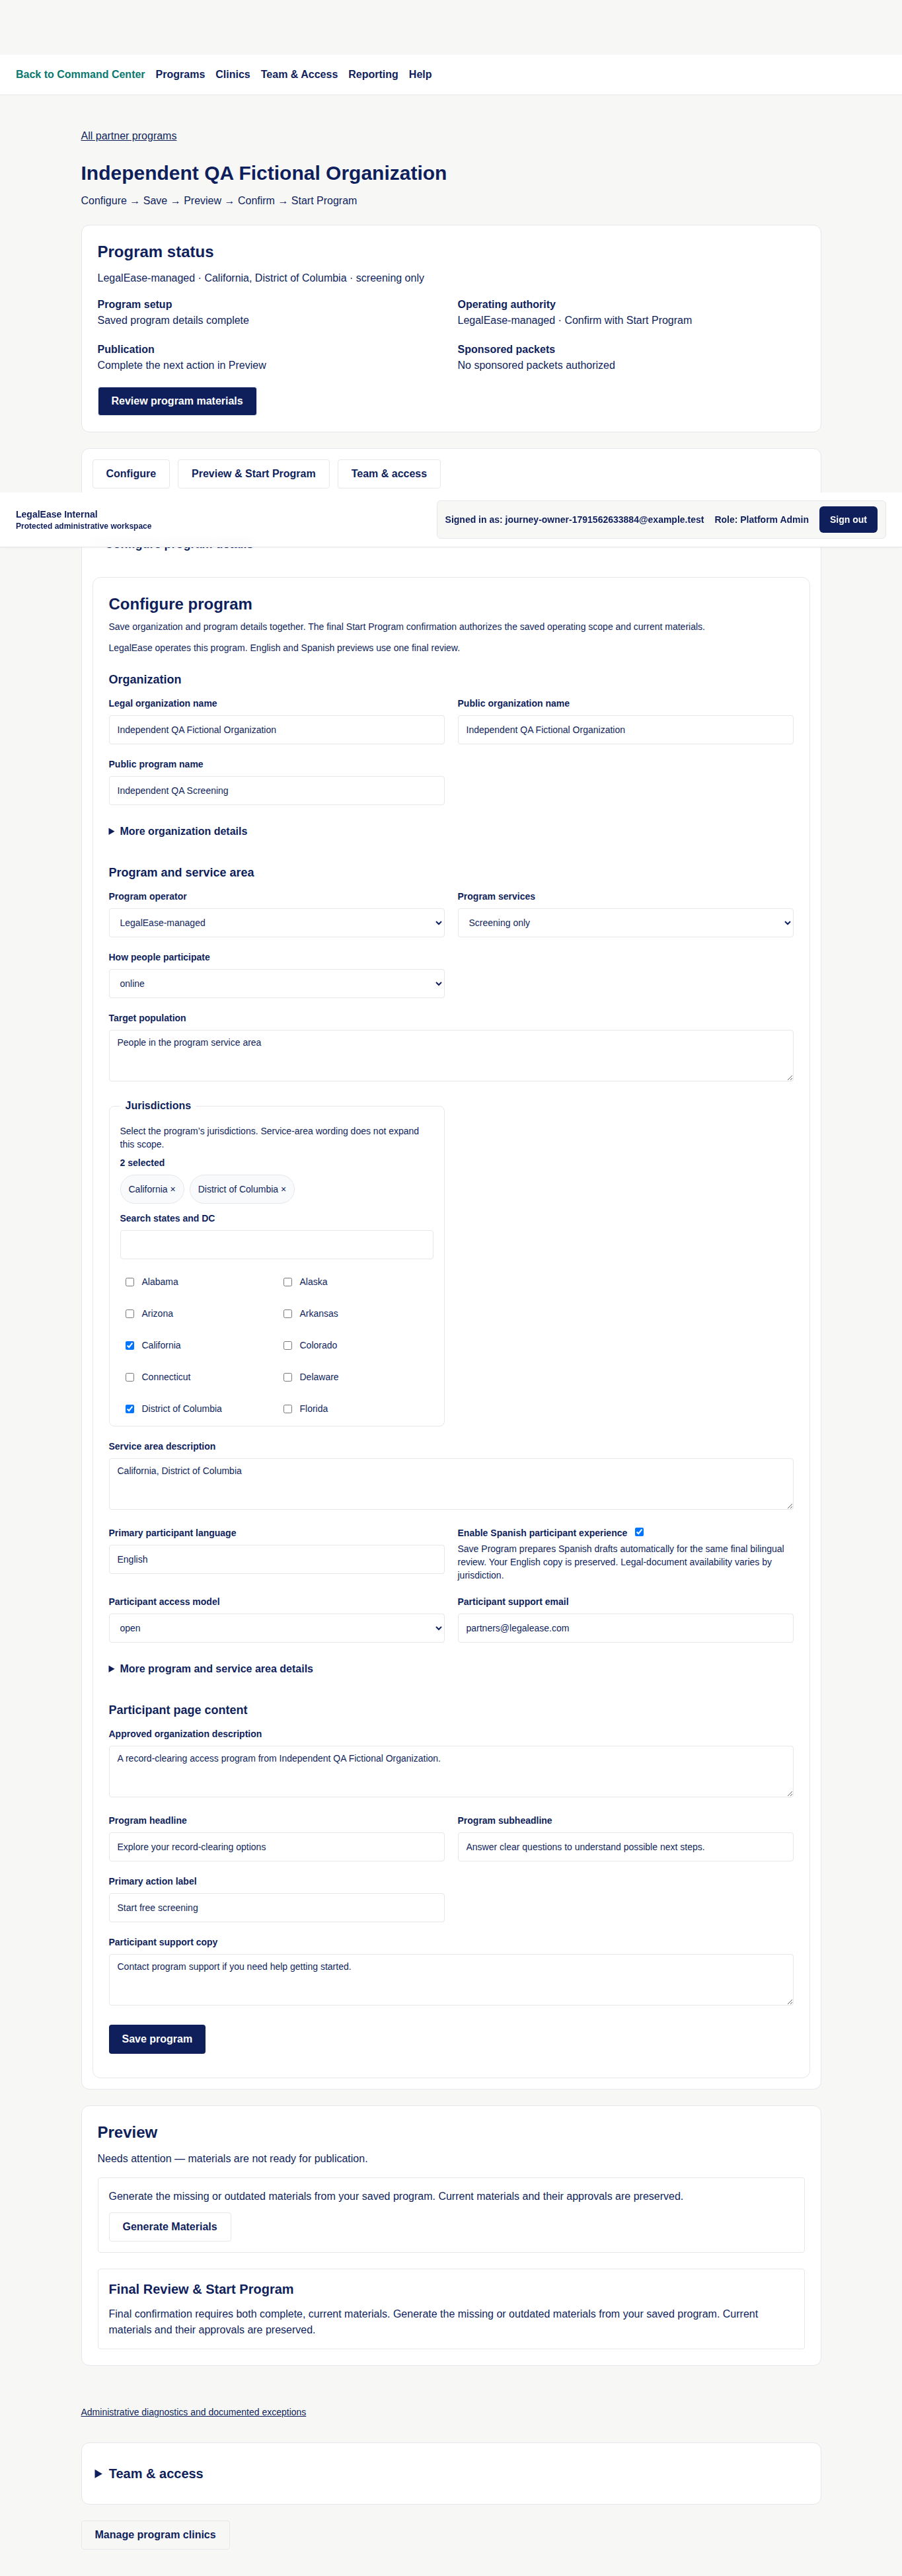 Back to Command Center Programs Clinics Team & Access Reporting Help
All partner programs
Independent QA Fictional Organization
Configure → Save → Preview → Confirm → Start Program
Program status
LegalEase-managed · California, District of Columbia · screening only
Program setup
Saved program details complete
Operating authority
LegalEase-managed · Confirm with Start Program
Publication
Complete the next action in Preview
Sponsored packets
No sponsored packets authorized
Review program materials
Configure
Preview & Start Program
Team & access
LegalEase Internal
Protected administrative workspace
Signed in as: journey-owner-1791562633884@example.test
Role: Platform Admin
Sign out
Configure program
Save organization and program details together. The final Start Program confirmation authorizes the saved operating scope and current materials.
LegalEase operates this program. English and Spanish previews use one final review.
Organization
Legal organization name
Independent QA Fictional Organization
Public organization name
Independent QA Fictional Organization
Public program name
Independent QA Screening
More organization details
Program and service area
Program operator
LegalEase-managed
Program services
Screening only
How people participate
online
Target population
People in the program service area
Jurisdictions
Select the program's jurisdictions. Service-area wording does not expand
this scope.
2 selected
California ×
District of Columbia ×
Search states and DC
Alabama
Alaska
Arizona
Arkansas
California
Colorado
Connecticut
Delaware
District of Columbia
Florida
Service area description
California, District of Columbia
Primary participant language
English
Enable Spanish participant experience
Save Program prepares Spanish drafts automatically for the same final bilingual
review. Your English copy is preserved. Legal-document availability varies by
jurisdiction.
Participant access model
open
Participant support email
partners@legalease.com
More program and service area details
Participant page content
Approved organization description
A record-clearing access program from Independent QA Fictional Organization.
Program headline
Explore your record-clearing options
Program subheadline
Answer clear questions to understand possible next steps.
Primary action label
Start free screening
Participant support copy
Contact program support if you need help getting started.
Save program
Preview
Needs attention — materials are not ready for publication.
Generate the missing or outdated materials from your saved program. Current materials and their approvals are preserved.
Generate Materials
Final Review & Start Program
Final confirmation requires both complete, current materials. Generate the missing or outdated materials from your saved program. Current
materials and their approvals are preserved.
Administrative diagnostics and documented exceptions
Team & access
Manage program clinics